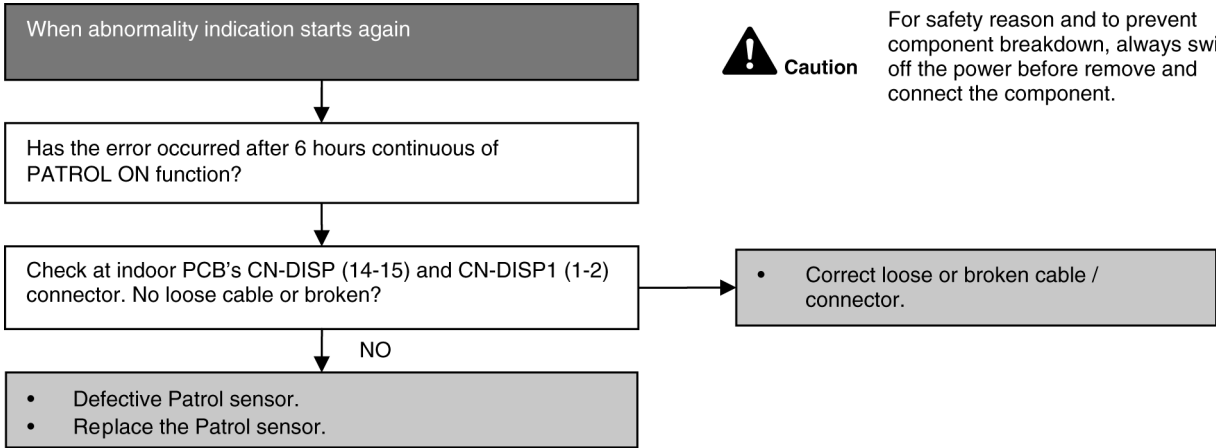 When abnormality indication starts again
For safety reason and to prevent
component breakdown, always swi
off the power before remove and
connect the component.
Caution
Has the error occurred after 6 hours continuous of
PATROL ON function?
Check at indoor PCB's CN-DISP (14-15) and CN-DISP1 (1-2)
connector. No loose cable or broken?
• Correct loose or broken cable /
connector.
NO
• Defective Patrol sensor.
• Replace the Patrol sensor.